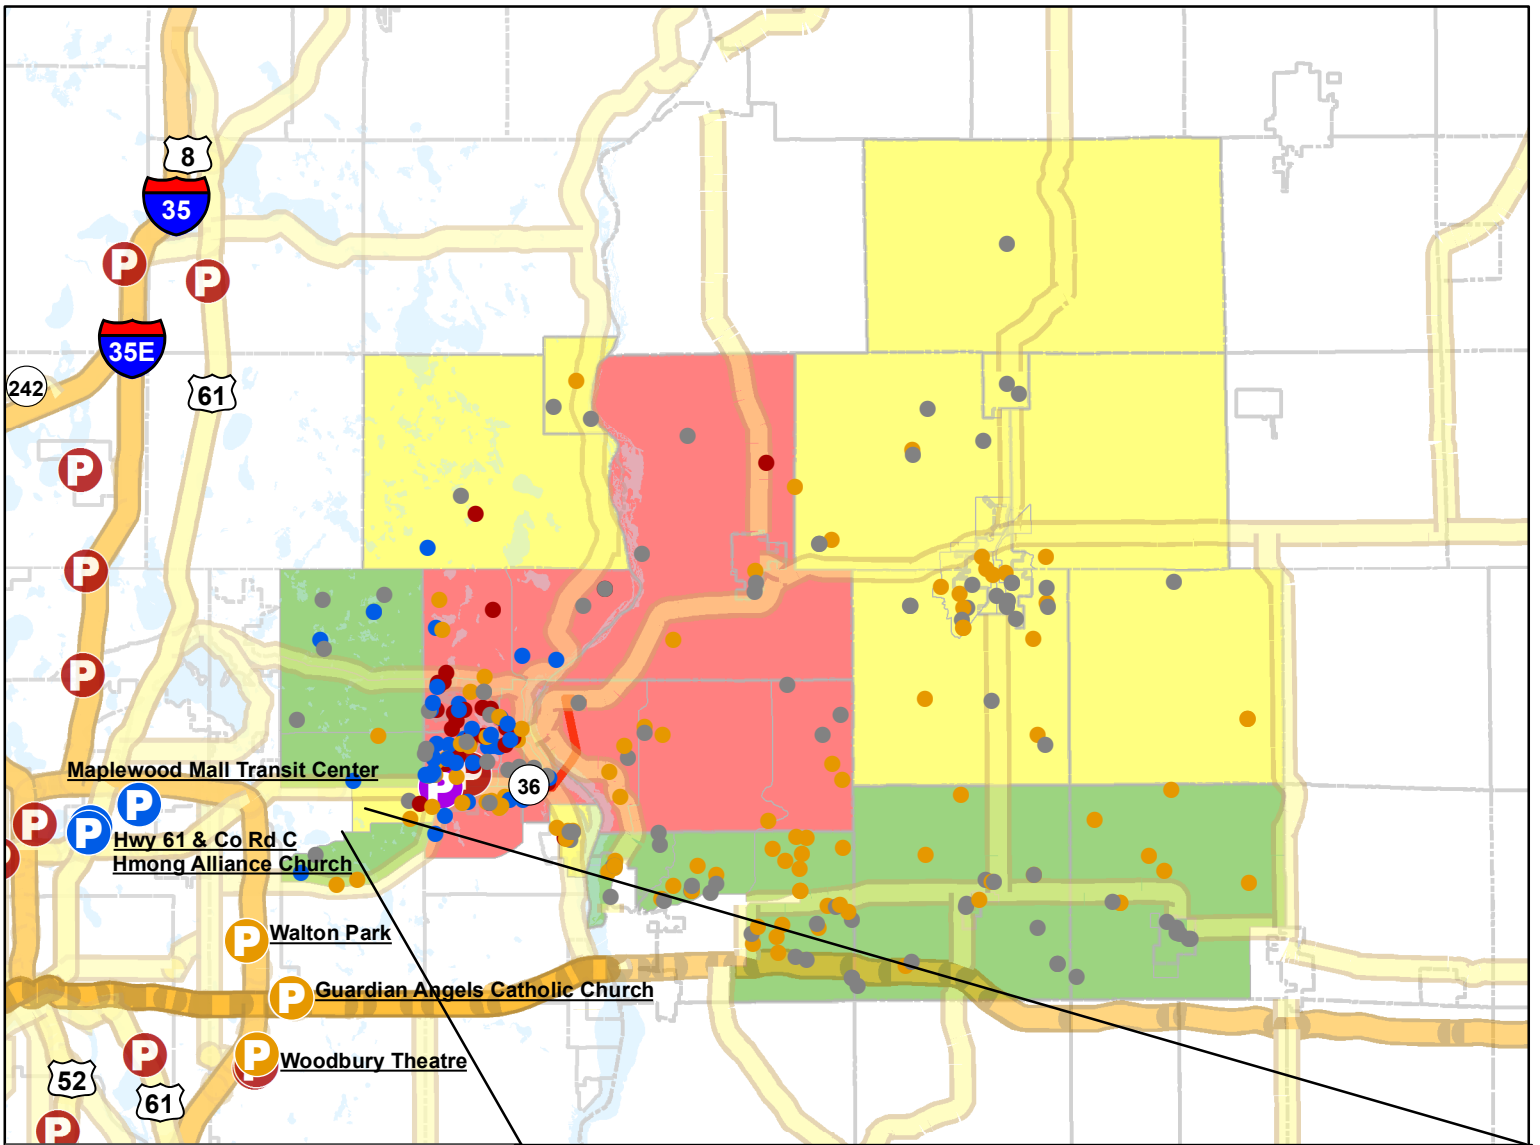 8
35
P
P
35E
242
61
P
P
P
Maplewood Mall Transit Center
P
P
36
P
P
P
Hwy 61 & Co Rd C
Hmong Alliance Church
P
Walton Park
P
Guardian Angels Catholic Church
P
P
Woodbury Theatre
52
61
P